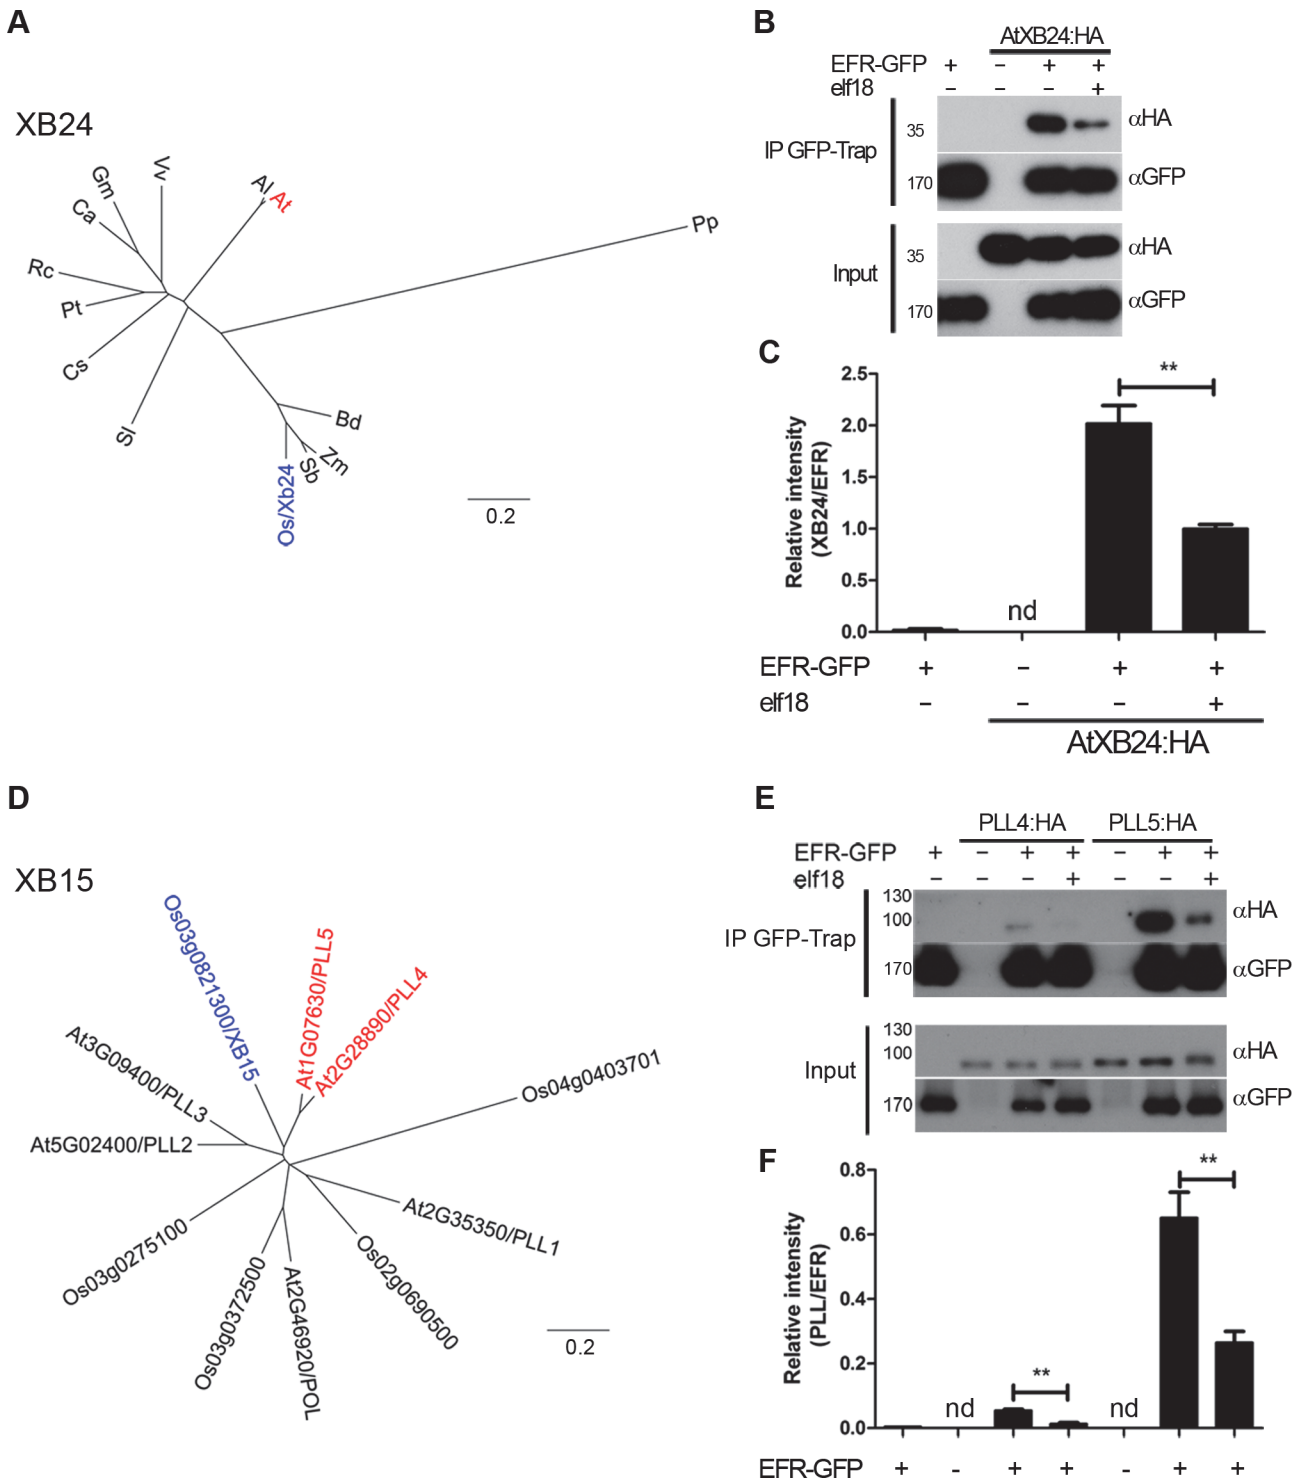 A
XB24
Gm
Vv
Al
At
Ca
Pp
Rc
Pt
Cs
Sl
Bd
Zm
Sb
Os/Xb24
0.2
B
AtXB24:HA
EFR-GFP + - + +
elf18 - - - +
IP GFP-Trap
35
αHA
170
αGFP
Input
35
αHA
170
αGFP
C
Relative intensity
(XB24/EFR)
2.5
2.0
1.5
1.0
0.5
0.0
**
nd
EFR-GFP + - + +
elf18 - - - +
AtXB24:HA
D
XB15
Os03g0821300/XB15
At1G07630/PLL5
At2G28890/PLL4
At3G09400/PLL3
Os04g0403701
At5G02400/PLL2
At2G35350/PLL1
Os03g0275100
Os02g0690500
Os03g0372500
At2G46920/POL
0.2
E
PLL4:HA PLL5:HA
EFR-GFP + - + + - + +
elf18 - - - + - - +
IP GFP-Trap
130
100
αHA
170
αGFP
Input
130
100
αHA
170
αGFP
F
Relative intensity
(PLL/EFR)
0.8
0.6
0.4
0.2
0.0
**
**
nd
nd
EFR-GFP + - + + - + +